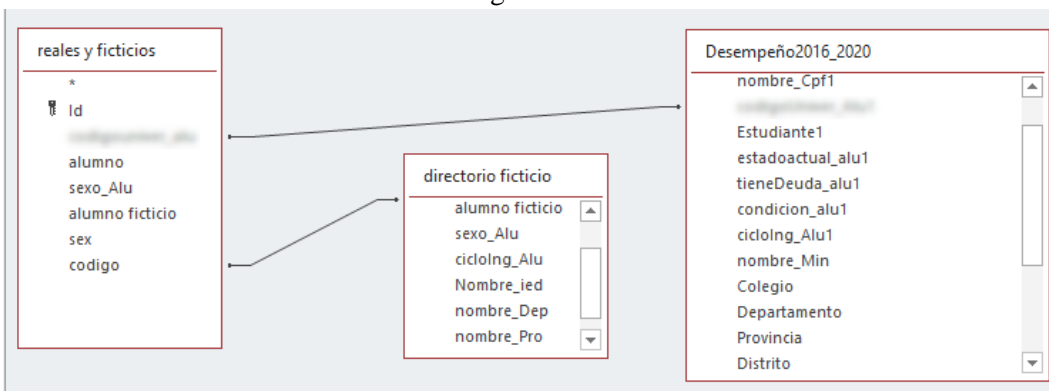 reales y ficticios
*
Id
alumno
sexo_Alu
alumno ficticio
sex
codigo
directorio ficticio
alumno ficticio
sexo_Alu
cicloIng_Alu
Nombre_ied
nombre_Dep
nombre_Pro
Desempeño2016_2020
nombre_Cpf1
Estudiante1
estadoactual_alu1
tieneDeuda_alu1
condicion_alu1
cicloIng_Alu1
nombre_Min
Colegio
Departamento
Provincia
Distrito